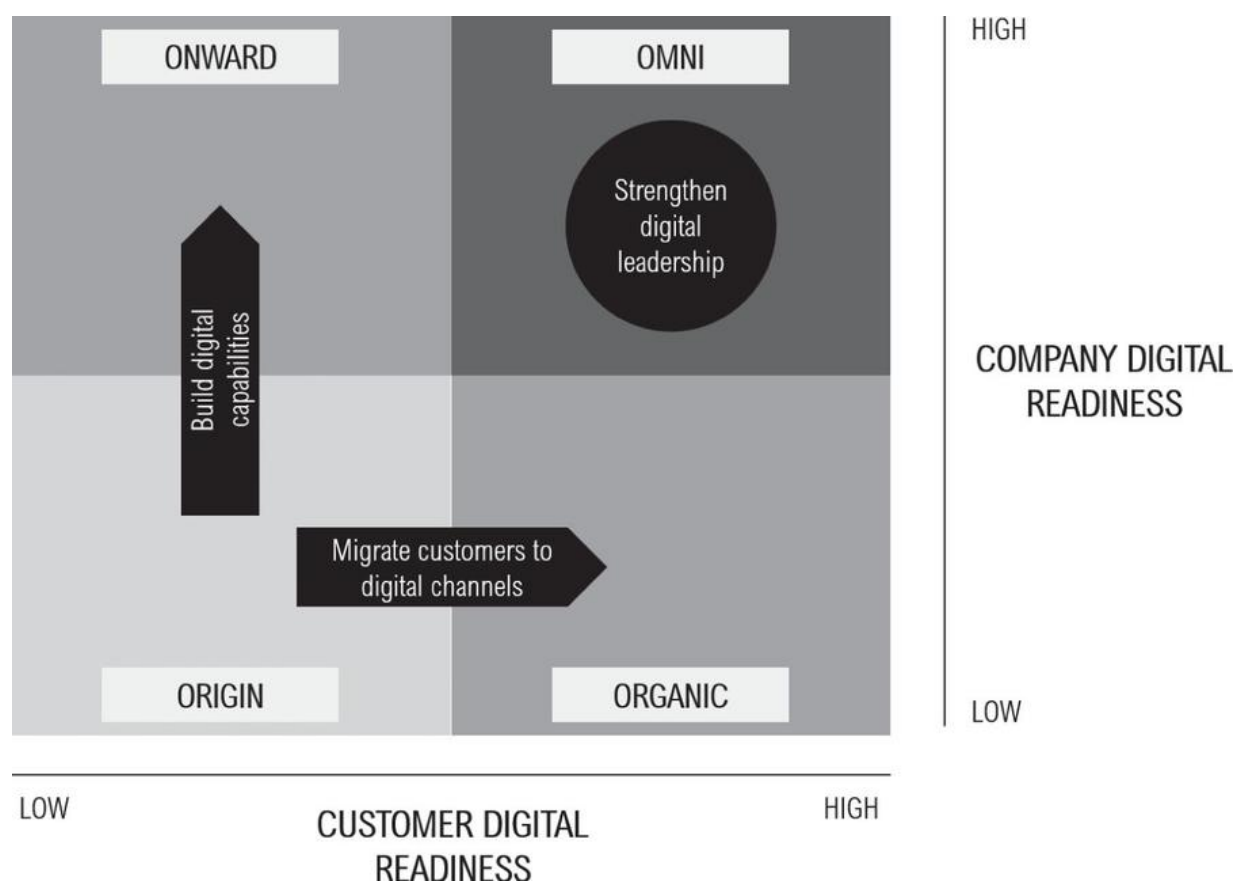 ONWARD
OMNI
HIGH
Strengthen
digital
leadership
Build digital
capabilities
COMPANY DIGITAL
READINESS
Migrate customers to
digital channels
ORIGIN
ORGANIC
LOW
LOW
HIGH
CUSTOMER DIGITAL
READINESS